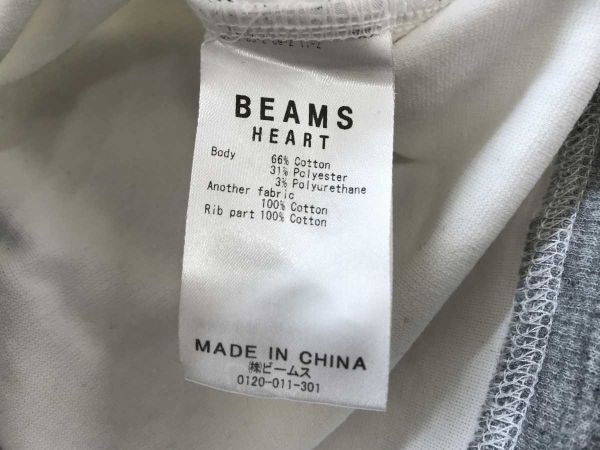 BEAMS
HEART
Body 66% Cotton
31% Polyester
3% Polyurethane
Another fabric
100% Cotton
Rib part 100% Cotton
MADE IN CHINA
㈱ビームス
0120-011-301